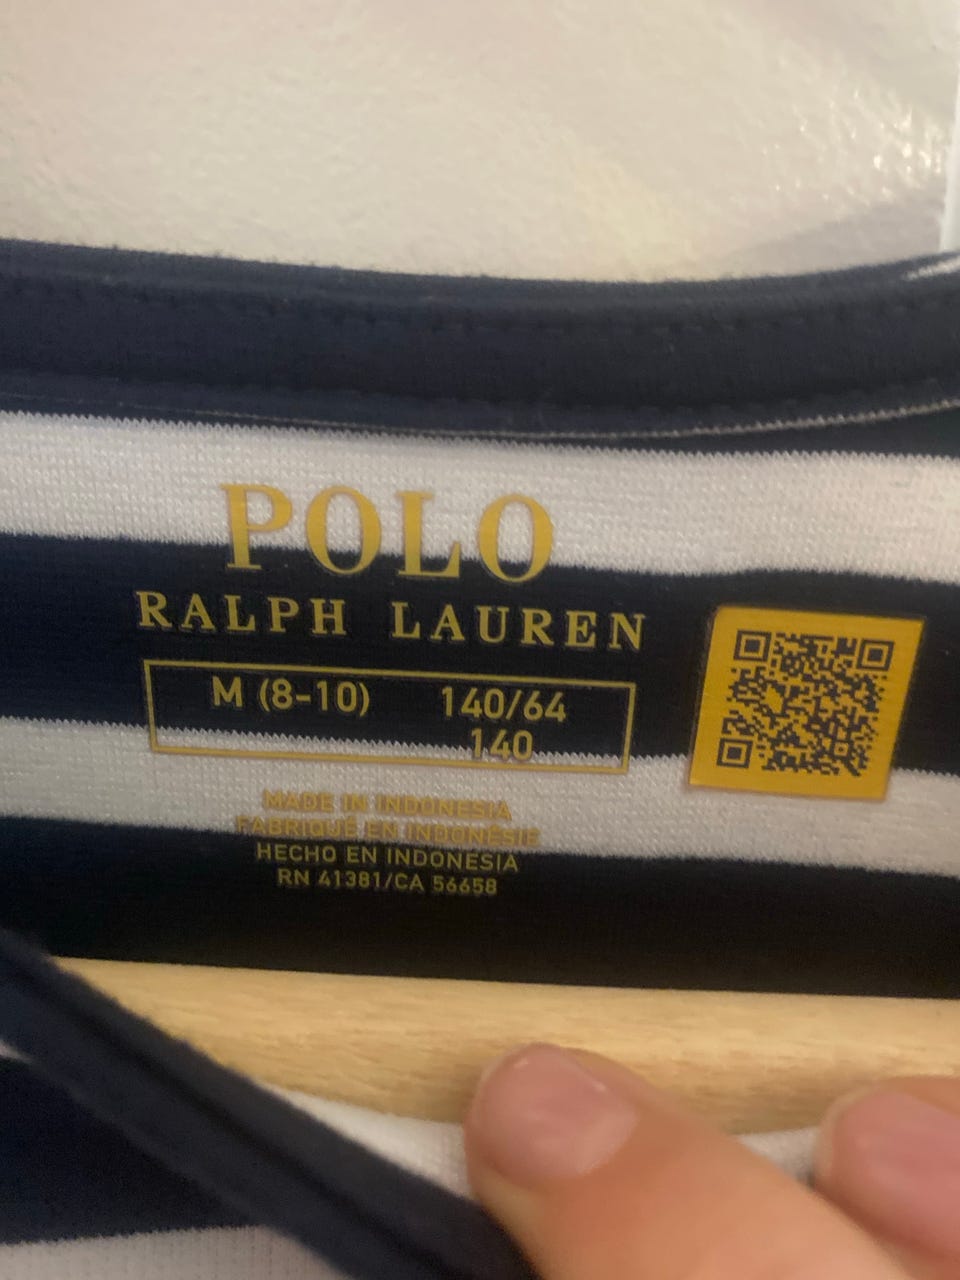 POLO
RALPH LAUREN
M (8-10) 140/64
140
MADE IN INDONESIA
FABRIQUÉ EN INDONÉSIE
HECHO EN INDONESIA
RN 41381/CA 56658